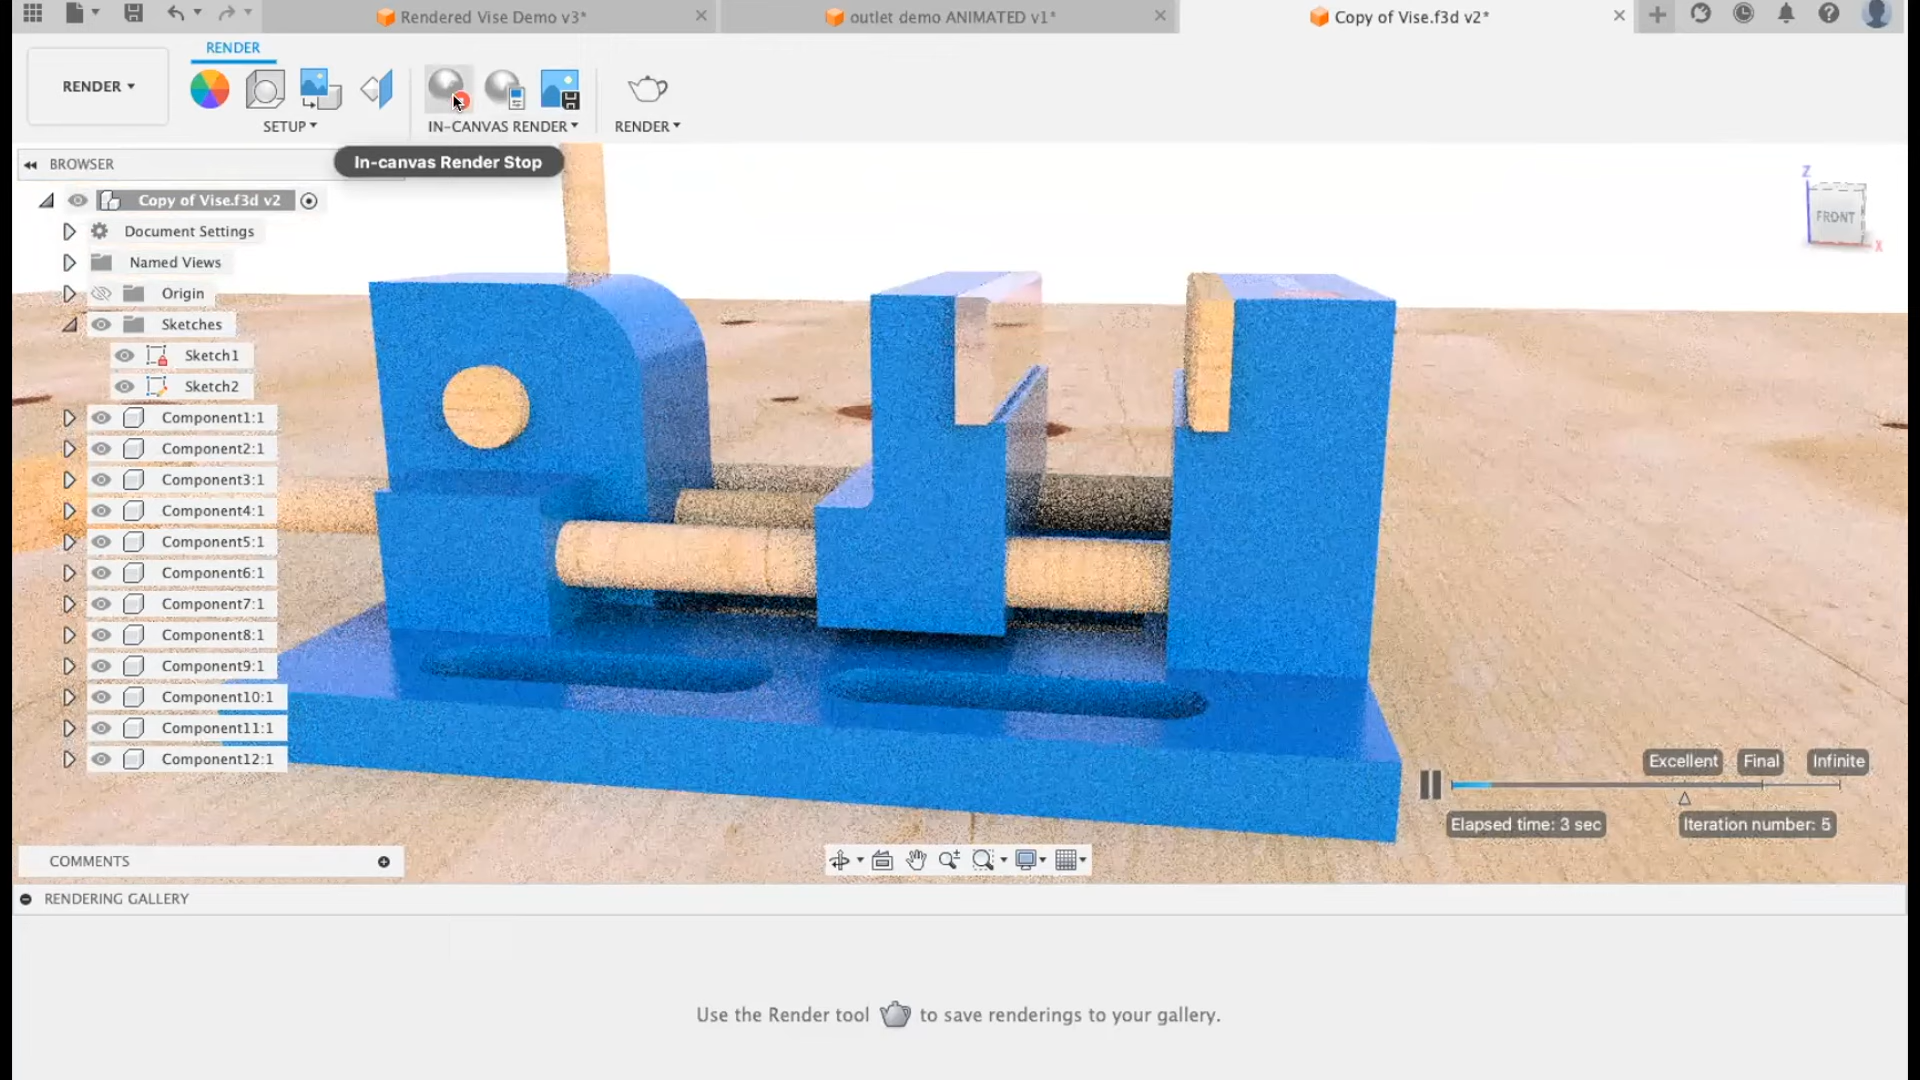 Rendered Vise Demo v3*
outlet demo ANIMATED v1*
Copy of Vise.f3d v2*
RENDER
RENDER
SETUP
IN-CANVAS RENDER
RENDER
In-canvas Render Stop
BROWSER
Copy of Vise.f3d v2
Document Settings
Named Views
Origin
Sketches
Sketch1
Sketch2
Component1:1
Component2:1
Component3:1
Component4:1
Component5:1
Component6:1
Component7:1
Component8:1
Component9:1
Component10:1
Component11:1
Component12:1
Z
FRONT
X
Excellent
Final
Infinite
Elapsed time: 3 sec
Iteration number: 5
COMMENTS
RENDERING GALLERY
Use the Render tool to save renderings to your gallery.